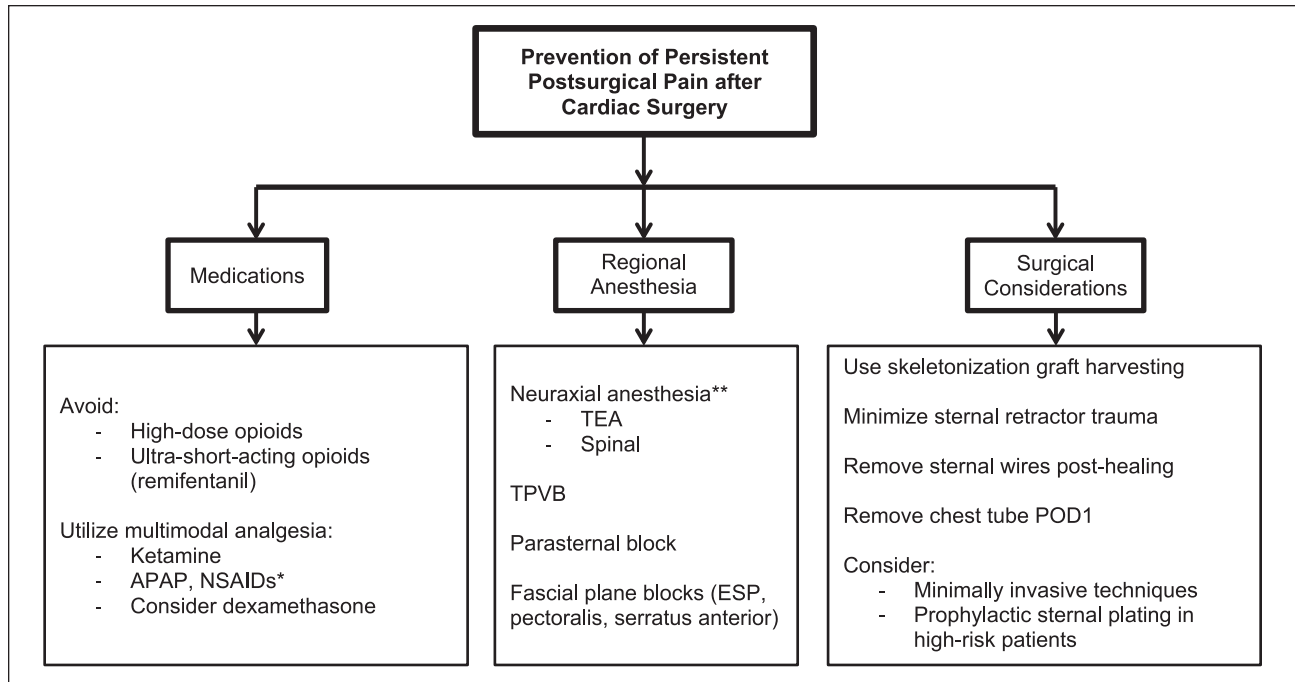 Prevention of Persistent
Postsurgical Pain after
Cardiac Surgery
Medications
Regional
Anesthesia
Surgical
Considerations
Avoid:
- High-dose opioids
- Ultra-short-acting opioids
(remifentanil)
Utilize multimodal analgesia:
- Ketamine
- APAP, NSAIDs*
- Consider dexamethasone
Neuraxial anesthesia**
- TEA
- Spinal
TPVB
Parasternal block
Fascial plane blocks (ESP,
pectoralis, serratus anterior)
Use skeletonization graft harvesting
Minimize sternal retractor trauma
Remove sternal wires post-healing
Remove chest tube POD1
Consider:
- Minimally invasive techniques
- Prophylactic sternal plating in
high-risk patients